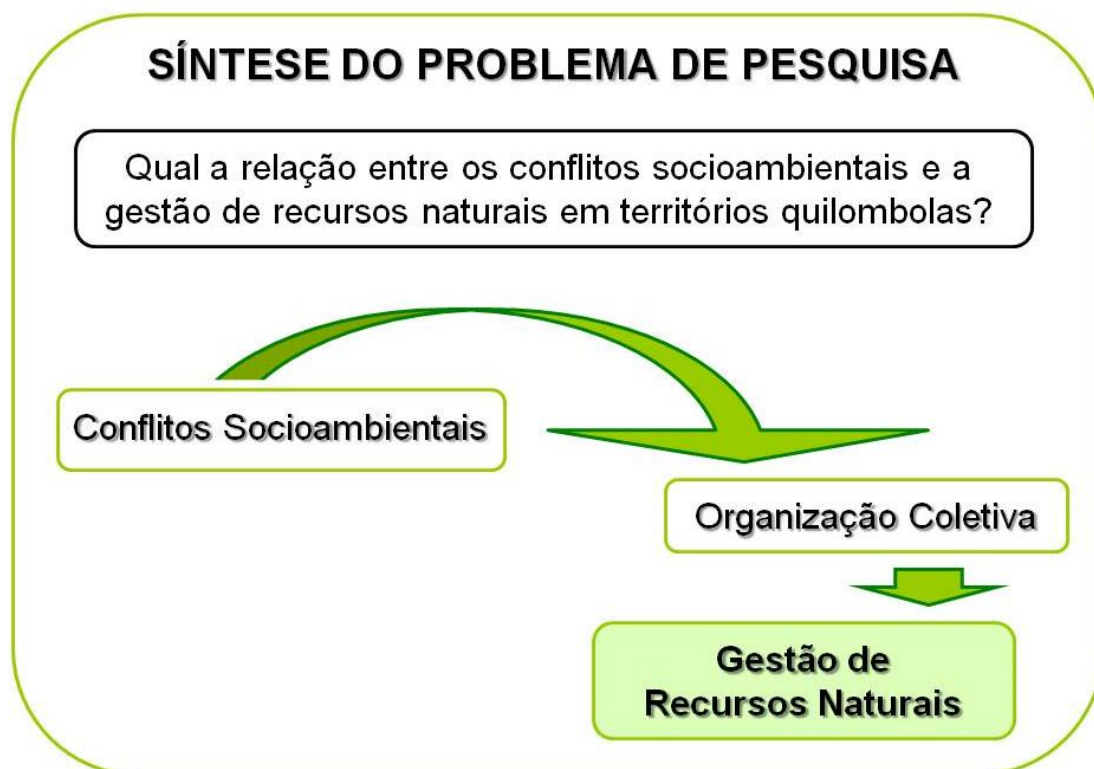 SÍNTESE DO PROBLEMA DE PESQUISA
Qual a relação entre os conflitos socioambientais e a
gestão de recursos naturais em territórios quilombolas?
Conflitos Socioambientais
Organização Coletiva
Gestão de
Recursos Naturais